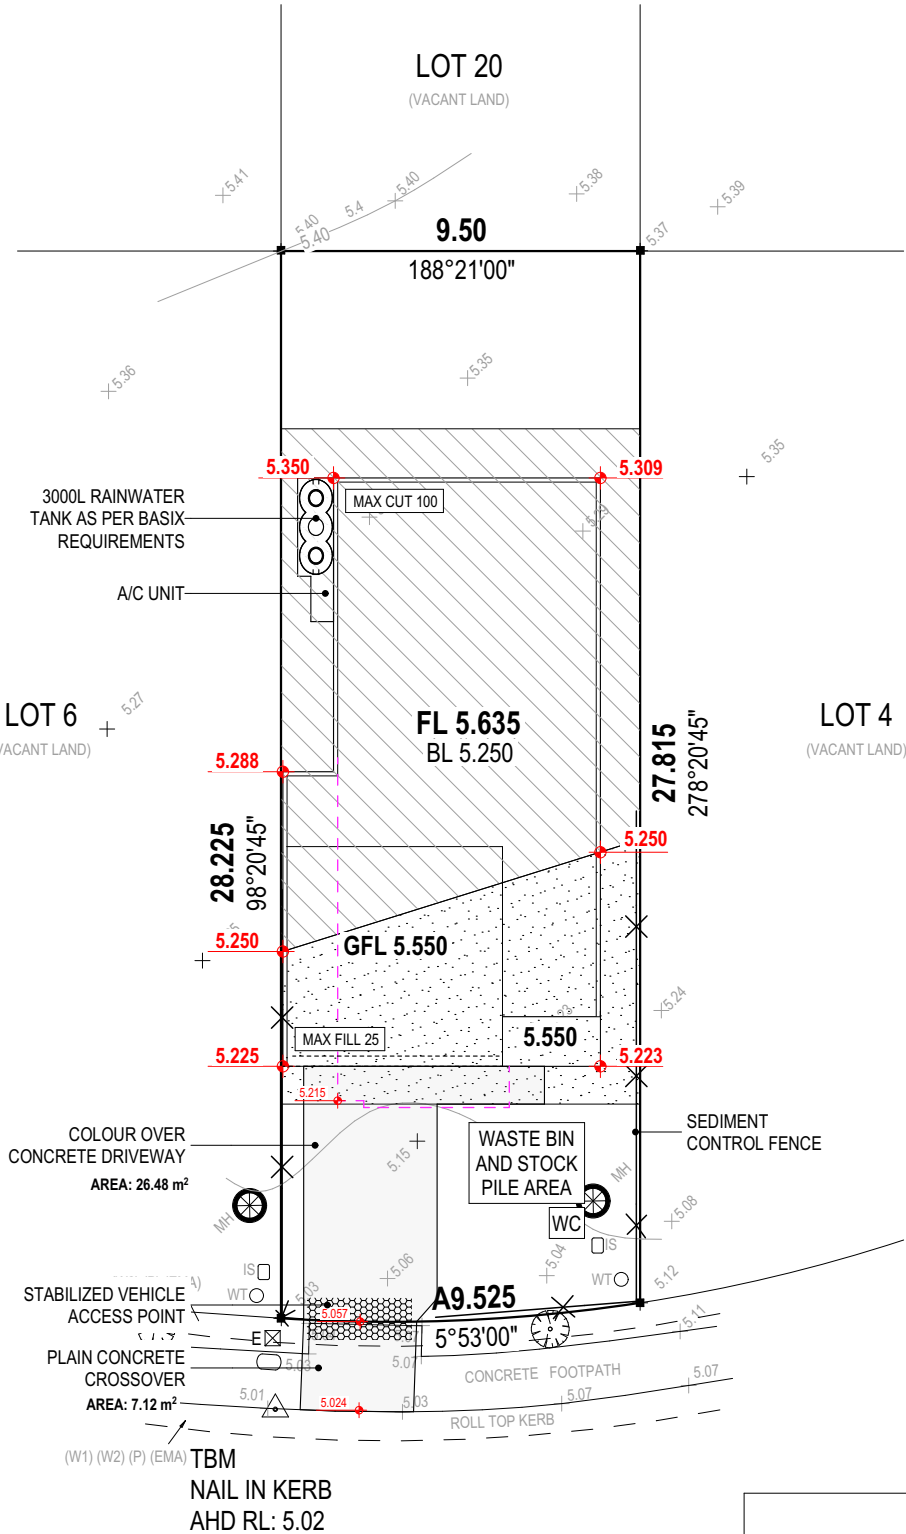 LOT 20
(VACANT LAND)
5.41
5.40
5.38
5.39
5.40
5.4
5.40
5.37
9.50
188°21'00"
5.36
5.35
5.35
5.350
5.309
MAX CUT 100
3000L RAINWATER
TANK AS PER BASIX
REQUIREMENTS
5.29
A/C UNIT
LOT 6
VACANT LAND)
5.27
FL 5.635
BL 5.250
LOT 4
(VACANT LAND)
5.288
27.815
278°20'45"
28.225
98°20'45"
5.250
5.250
GFL 5.550
5.24
MAX FILL 25
5.550
5.225
5.223
5.215
COLOUR OVER
CONCRETE DRIVEWAY
AREA: 26.48 m²
5.15
WASTE BIN
AND STOCK
PILE AREA
SEDIMENT
CONTROL FENCE
MH
MH
WC
5.08
IS
IS
WT
WT
5.03
5.06
5.04
5.12
STABILIZED VEHICLE
ACCESS POINT
A9.525
5°53'00"
5.057
5.11
E
PLAIN CONCRETE
CROSSOVER
AREA: 7.12 m²
5.03
5.07
CONCRETE FOOTPATH
5.07
5.01
5.024
5.03
5.07
ROLL TOP KERB
(W1) (W2) (P) (EMA)
TBM
NAIL IN KERB
AHD RL: 5.02